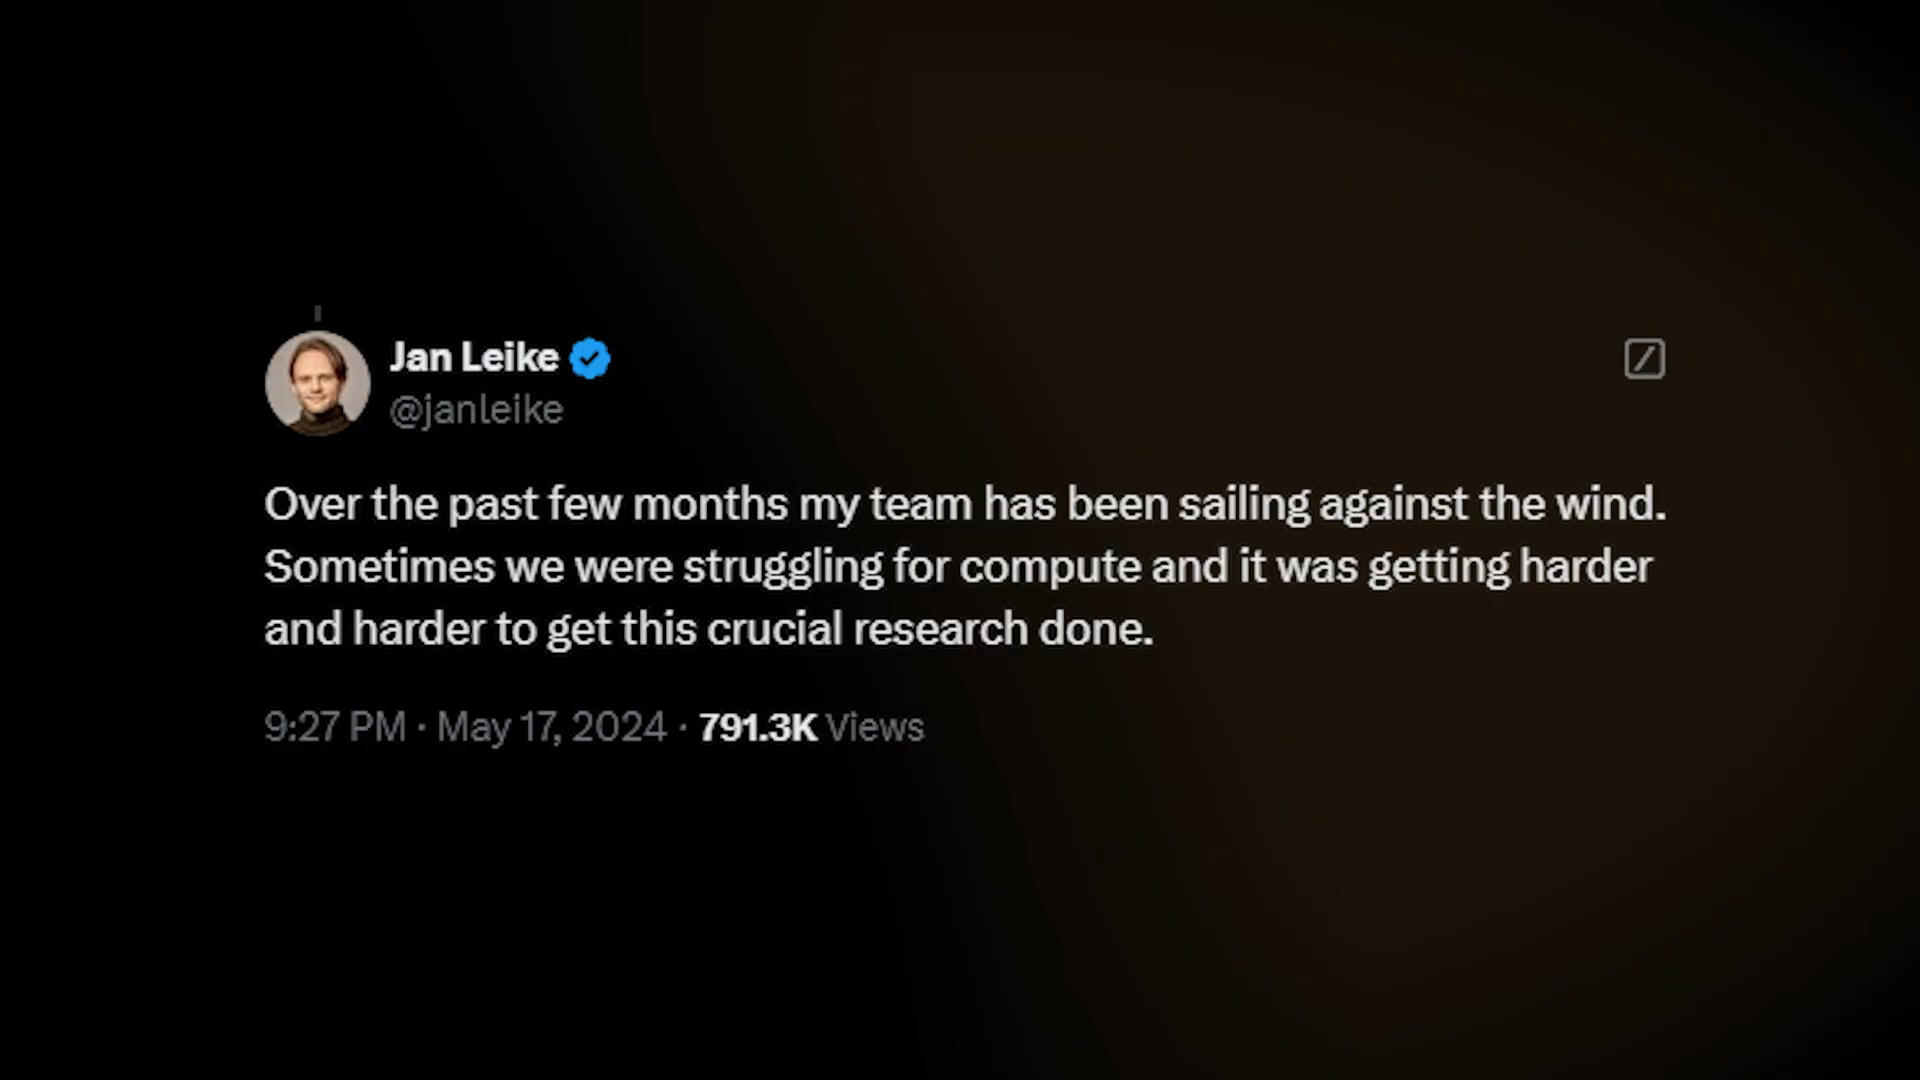 Jan Leike
@janleike
Over the past few months my team has been sailing against the wind.
Sometimes we were struggling for compute and it was getting harder
and harder to get this crucial research done.
9:27 PM · May 17, 2024 · 791.3K Views